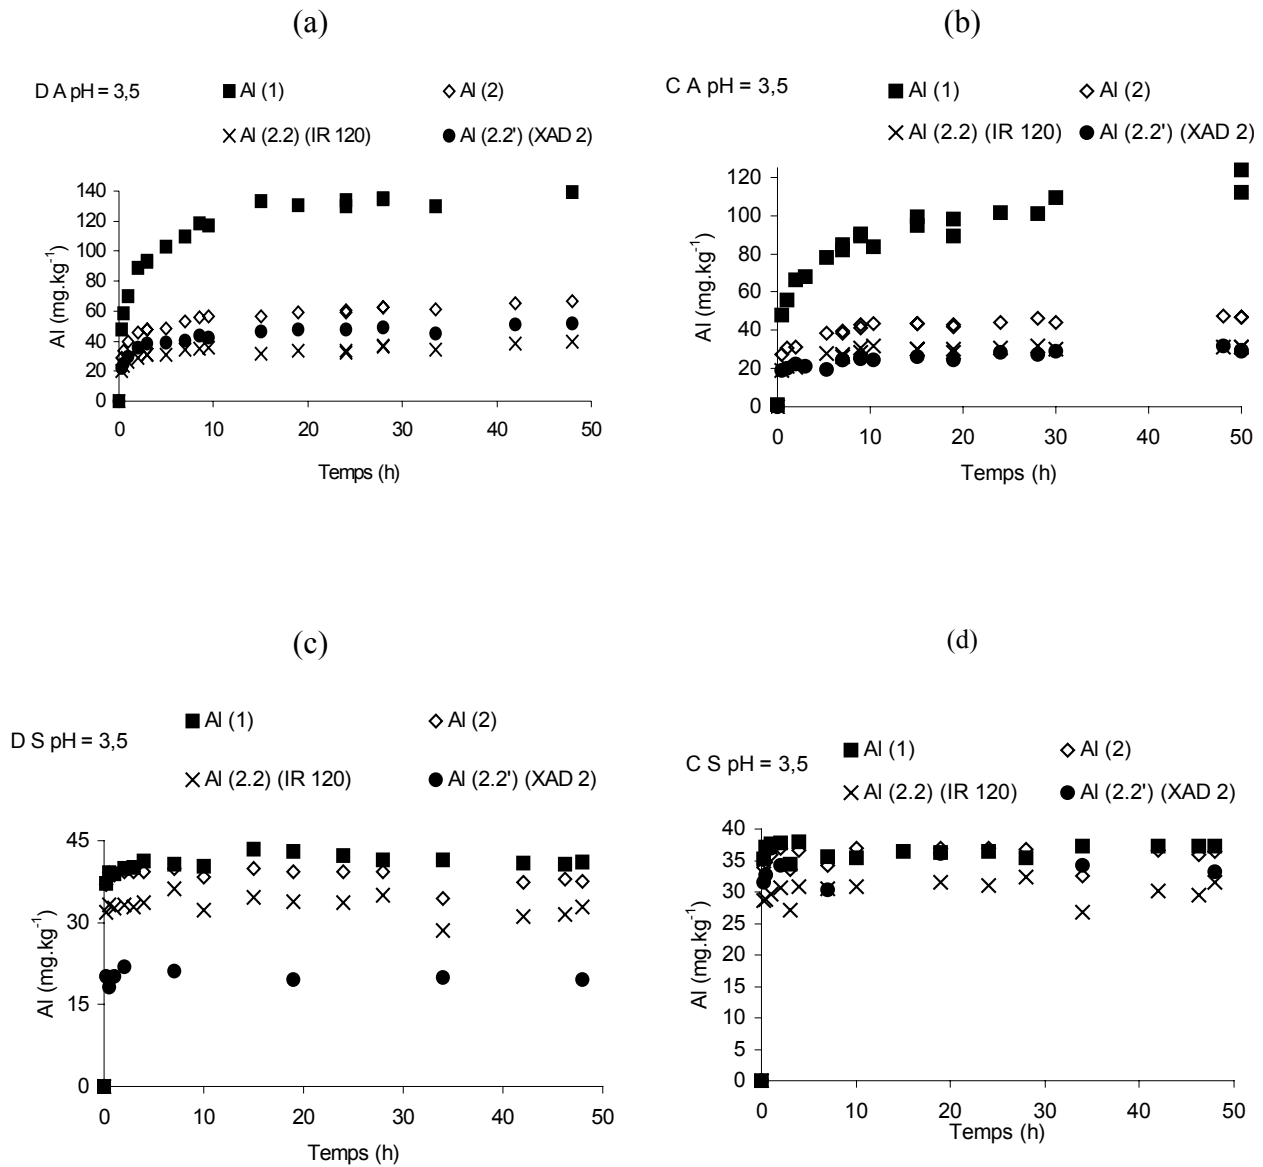 (a)
D A pH = 3,5
Al (1)
Al (2)
Al (2.2) (IR 120)
Al (2.2') (XAD 2)
140
120
100
80
60
40
20
0
Al (mg.kg-1)
0 10 20 30 40 50
Temps (h)
(b)
C A pH = 3,5
Al (1)
Al (2)
Al (2.2) (IR 120)
Al (2.2') (XAD 2)
120
100
80
60
40
20
0
Al (mg.kg-1)
0 10 20 30 40 50
Temps (h)
(c)
D S pH = 3,5
Al (1)
Al (2)
Al (2.2) (IR 120)
Al (2.2') (XAD 2)
45
30
15
0
Al (mg.kg-1)
0 10 20 30 40 50
Temps (h)
(d)
C S pH = 3,5
Al (1)
Al (2)
Al (2.2) (IR 120)
Al (2.2') (XAD 2)
40
35
30
25
20
15
10
5
0
Al (mg.kg-1)
0 10 20 30 40 50
Temps (h)